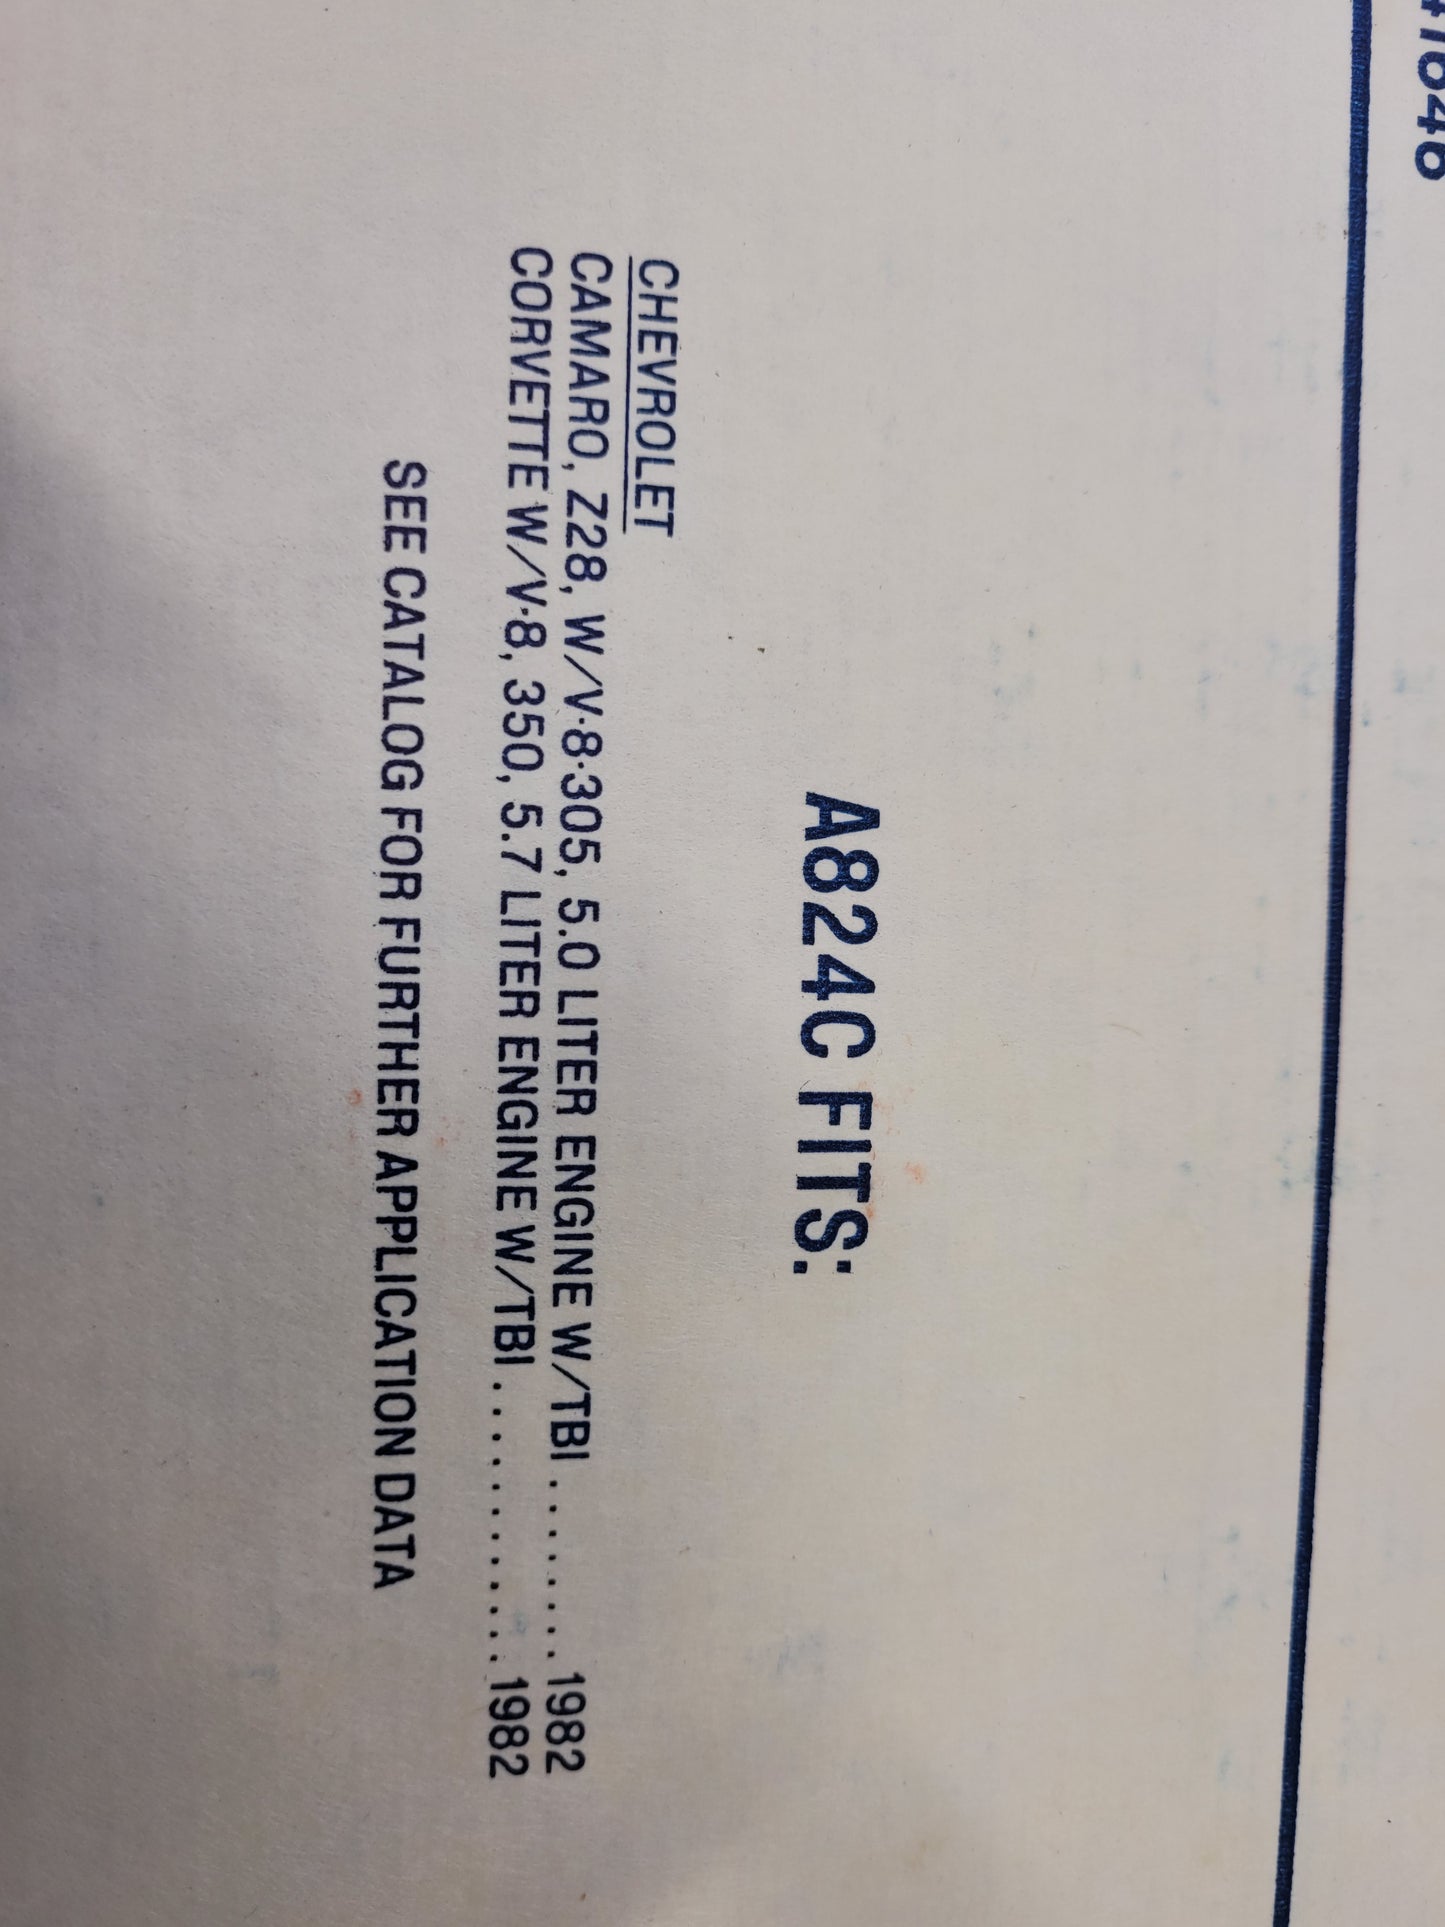 A824C FITS:
CHEVROLET
CAMARO, Z28, W/V-8-305, 5.0 LITER ENGINE W/TBI ........ 1982
CORVETTE W/V-8, 350, 5.7 LITER ENGINE W/TBI ............ 1982
SEE CATALOG FOR FURTHER APPLICATION DATA